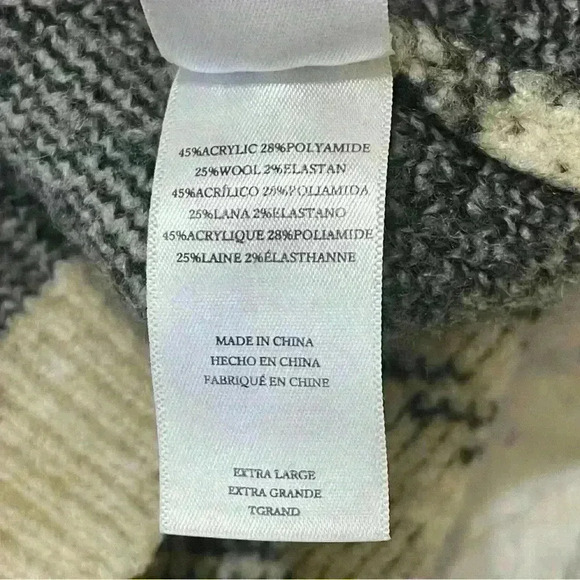 45%ACRYLIC 28%POLYAMIDE
25%WOOL 2%ELASTAN
45%ACRÍLICO 28%POLIAMIDA
25%LANA 2%ELASTANO
45%ACRYLIQUE 28%POLIAMIDE
25%LAINE 2%ÉLASTHANNE
MADE IN CHINA
HECHO EN CHINA
FABRIQUÉ EN CHINE
EXTRA LARGE
EXTRA GRANDE
TGRAND